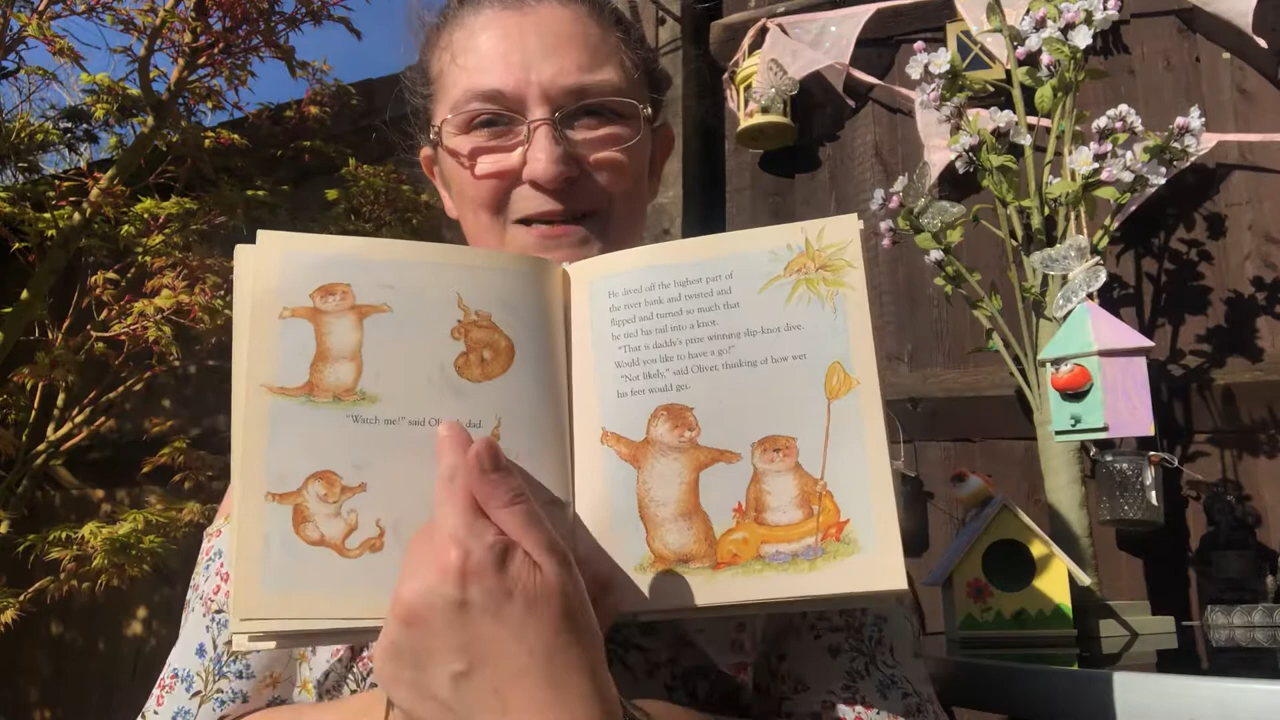 "Watch me!" said Oliver's dad.
He dived off the highest part of
the river bank and twisted and
flipped and turned so much that
he tied his tail into a knot.
"That is daddy's prize winning slip-knot dive.
Would you like to have a go?"
"Not likely," said Oliver, thinking of how wet
his feet would get.